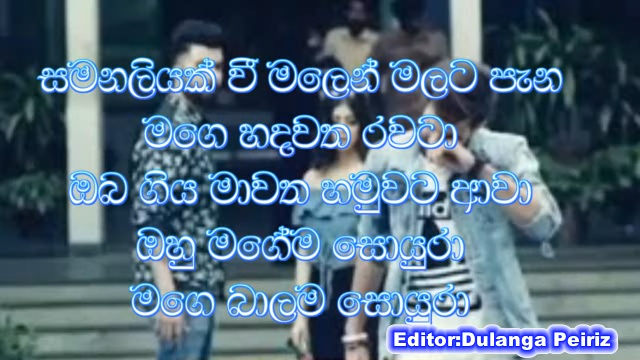 සමනලියක් වී මලෙන් මලට පැන
මගෙ හදවත රවටා
ඔබ ගිය මාවත හමුවට ආවා
ඔහු මගේම සොයුරා
මගෙ බාලම සොයුරා
Editor:Dulanga Peiriz